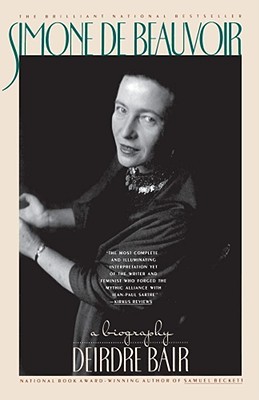 THE BRILLIANT NATIONAL BESTSELLER
SIMONE DE BEAUVOIR
"THE MOST COMPLETE
AND ILLUMINATING
INTERPRETATION YET
OF THE WRITER AND
FEMINIST WHO FORGED THE
MYTHIC ALLIANCE WITH
JEAN-PAUL SARTRE."
—KIRKUS REVIEWS
a biography
DEIRDRE BAIR
NATIONAL BOOK AWARD-WINNING AUTHOR OF SAMUEL BECKETT